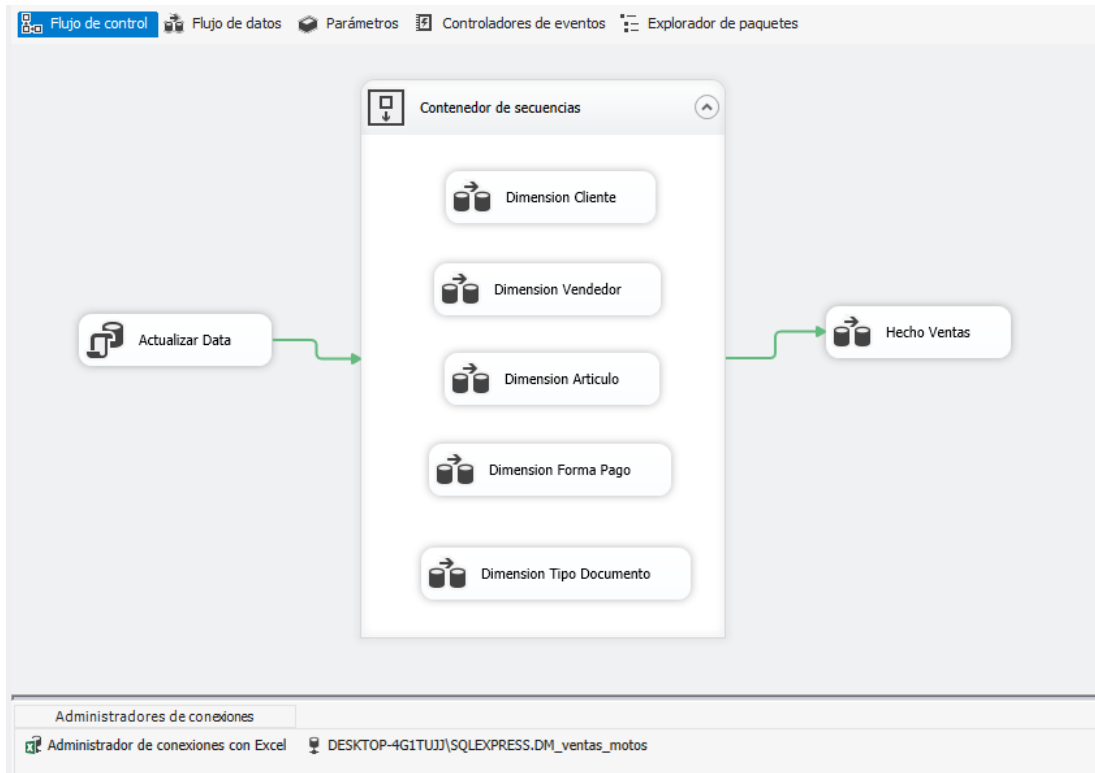 Flujo de control Flujo de datos Parámetros Controladores de eventos Explorador de paquetes
Contenedor de secuencias
Dimension Cliente
Dimension Vendedor
Actualizar Data
Hecho Ventas
Dimension Articulo
Dimension Forma Pago
Dimension Tipo Documento
Administradores de conexiones
Administrador de conexiones con Excel DESKTOP-4G1TUJJ\SQLEXPRESS.DM_ventas_motos